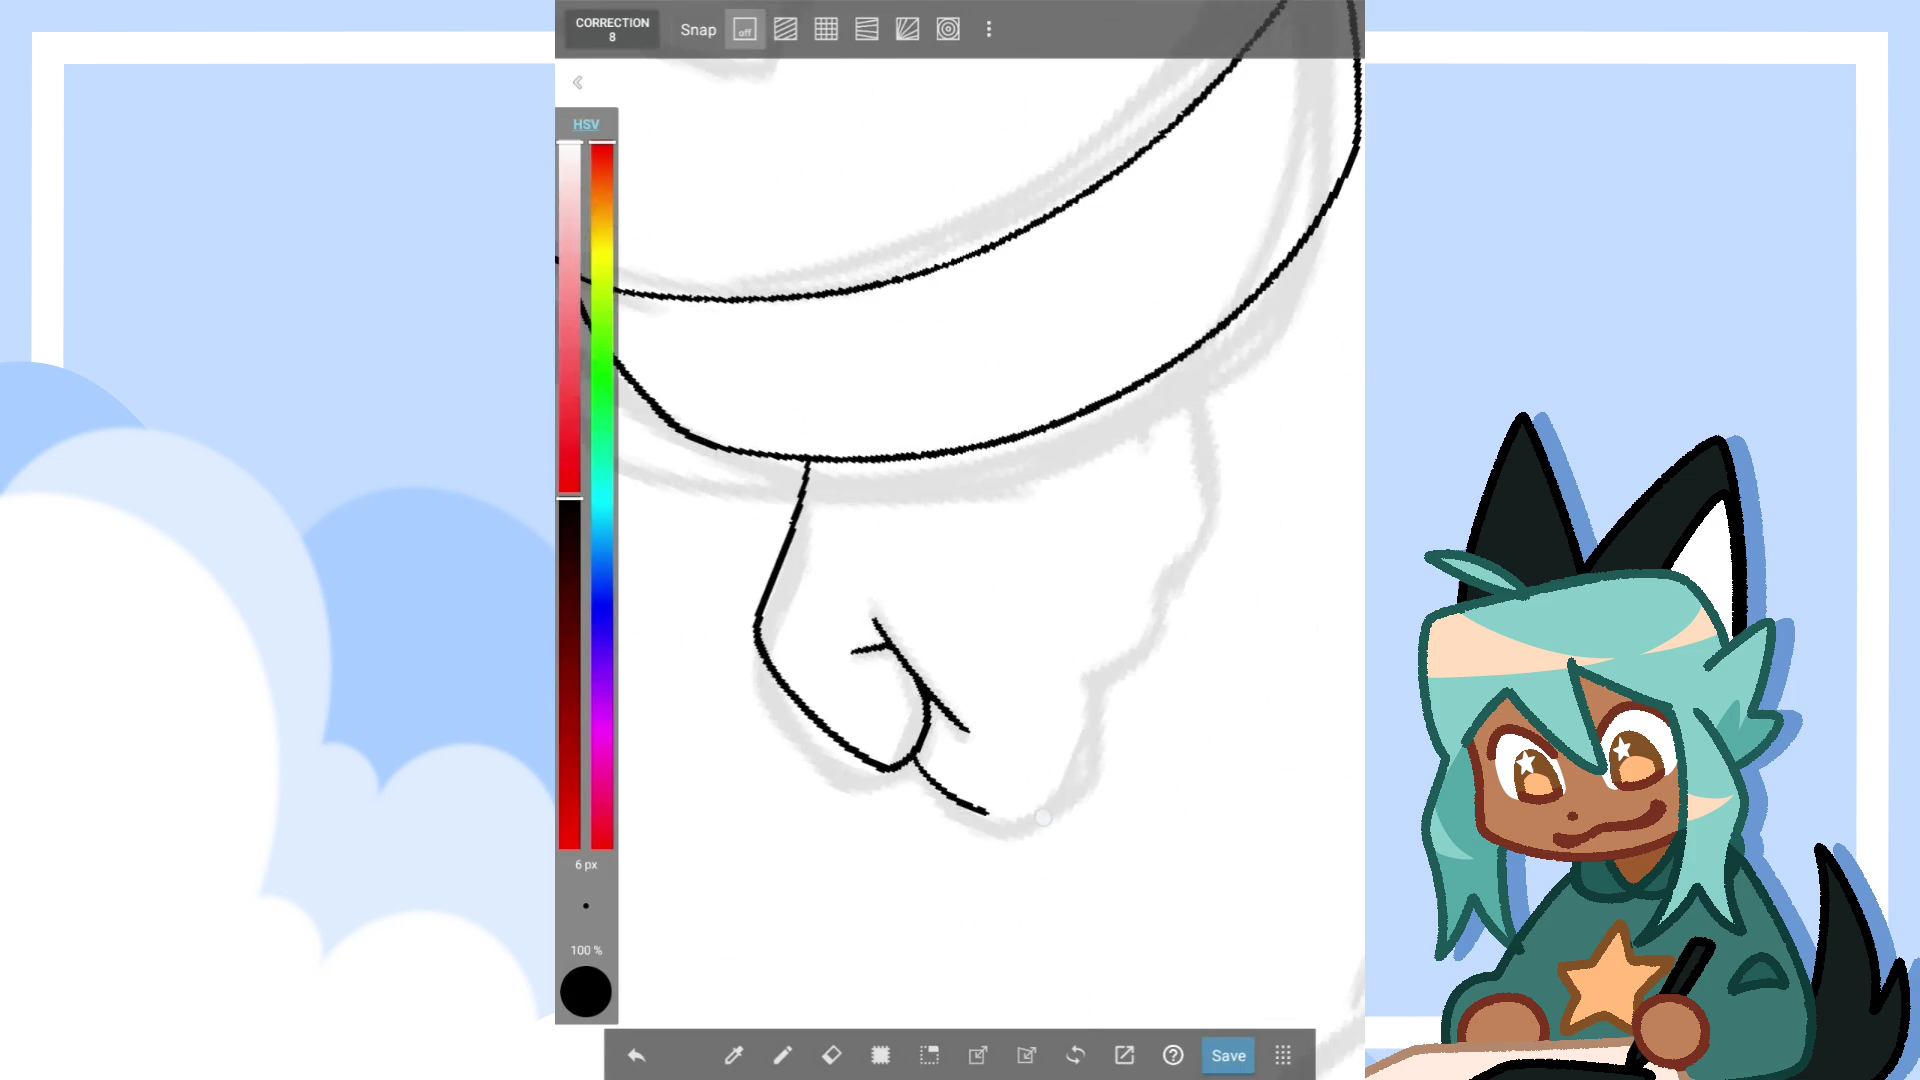 CORRECTION
8
Snap
off
HSV
6 px
100 %
Save